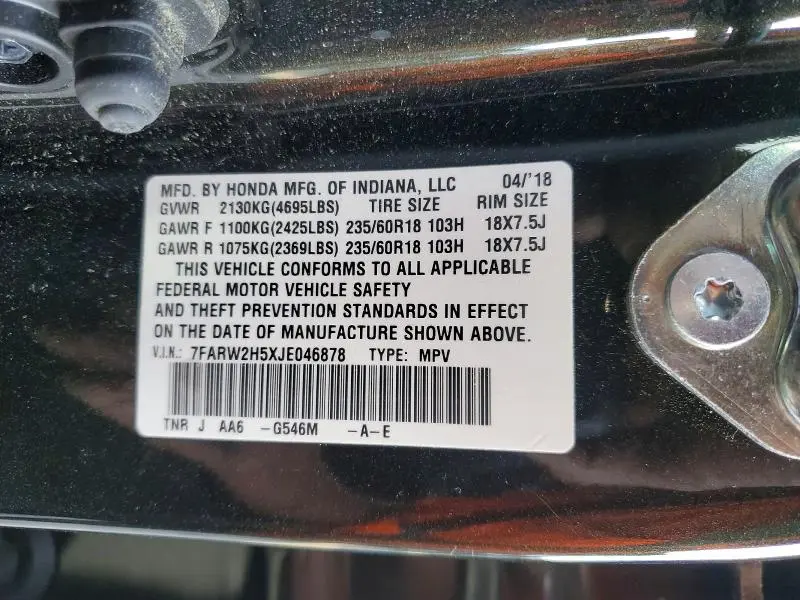 MFD. BY HONDA MFG. OF INDIANA, LLC 04/'18
GVWR 2130KG(4695LBS) TIRE SIZE RIM SIZE
GAWR F 1100KG(2425LBS) 235/60R18 103H 18X7.5J
GAWR R 1075KG(2369LBS) 235/60R18 103H 18X7.5J
THIS VEHICLE CONFORMS TO ALL APPLICABLE
FEDERAL MOTOR VEHICLE SAFETY
AND THEFT PREVENTION STANDARDS IN EFFECT
ON THE DATE OF MANUFACTURE SHOWN ABOVE.
V.I.N.: 7FARW2H5XJE046878 TYPE: MPV
TNR J AA6 -G546M -A-E